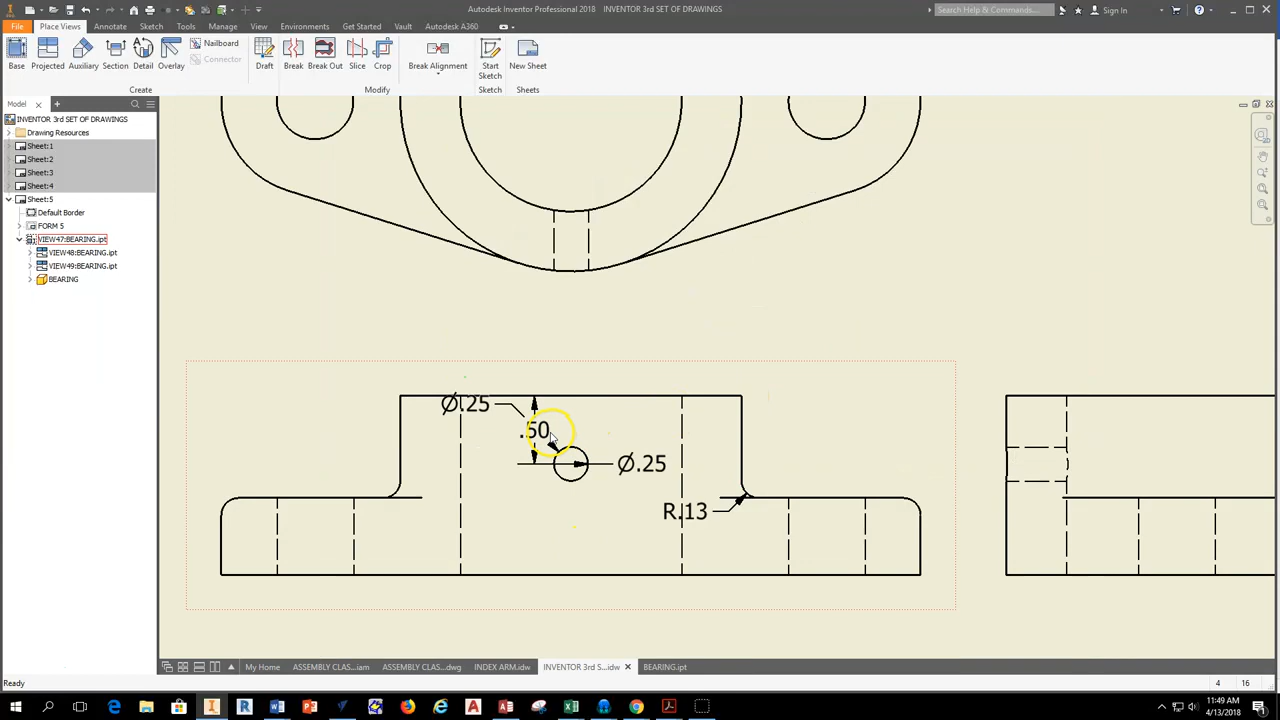 Autodesk Inventor Professional 2018 INVENTOR 3rd SET OF DRAWINGS
Search Help & Commands...
Sign In
File Place Views Annotate Sketch Tools Manage View Environments Get Started Vault Autodesk A360
Base Projected Auxiliary Section Detail Overlay
Nailboard
Connector
Draft Break Break Out Slice Crop
Break Alignment
Start
Sketch
New Sheet
Create Modify Sketch Sheets
Model
INVENTOR 3rd SET OF DRAWINGS
Drawing Resources
Sheet:1
Sheet:2
Sheet:3
Sheet:4
Sheet:5
Default Border
FORM 5
VIEW47:BEARING.ipt
VIEW48:BEARING.ipt
VIEW49:BEARING.ipt
BEARING
Ø.25
.50
Ø.25
R.13
My Home ASSEMBLY CLAS...iam ASSEMBLY CLAS...dwg INDEX ARM.idw INVENTOR 3rd S...idw BEARING.ipt
Ready
4 16
11:49 AM
4/13/2018